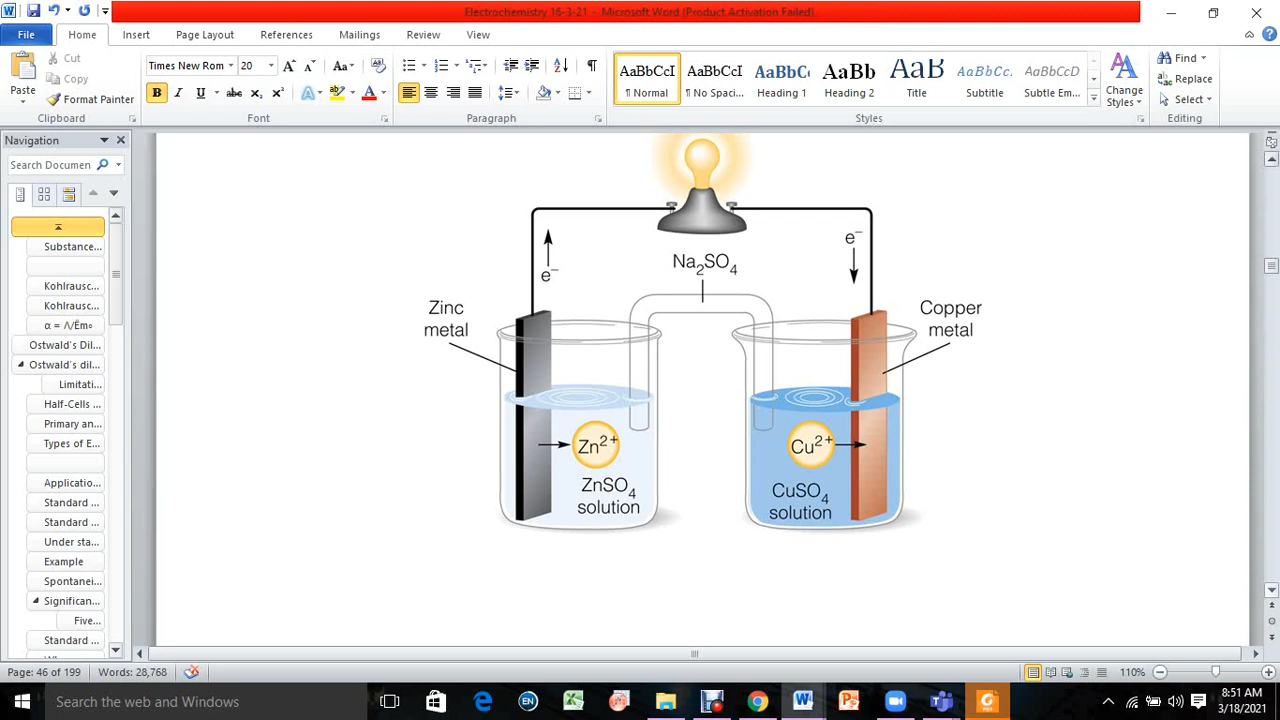 Electrochemistry 16-3-21 - Microsoft Word (Product Activation Failed)
File Home Insert Page Layout References Mailings Review View
Paste
Cut
Copy
Format Painter
Clipboard
Times New Rom 20
Font
Paragraph
AaBbCcI AaBbCcI AaBbCc AaBbCc AaB AaBbCc. AaBbCcD
¶ Normal ¶ No Spaci... Heading 1 Heading 2 Title Subtitle Subtle Em...
Change
Styles
Styles
Find
Replace
Select
Editing
Navigation
Search Documen
Substance...
Kohlrausc...
Kohlrausc...
Ostwald's Dil...
Ostwald's dil...
Limitati...
Half-Cells ...
Primary an...
Types of E...
Applicatio...
Standard ...
Standard ...
Under sta...
Example
Spontanei...
Significan...
Five...
Standard ...
e⁻
e⁻
Na₂SO₄
Zinc
metal
Copper
metal
Zn²⁺
Cu²⁺
ZnSO₄
solution
CuSO₄
solution
Page: 46 of 199 Words: 28,768
110%
Search the web and Windows
8:51 AM
3/18/2021